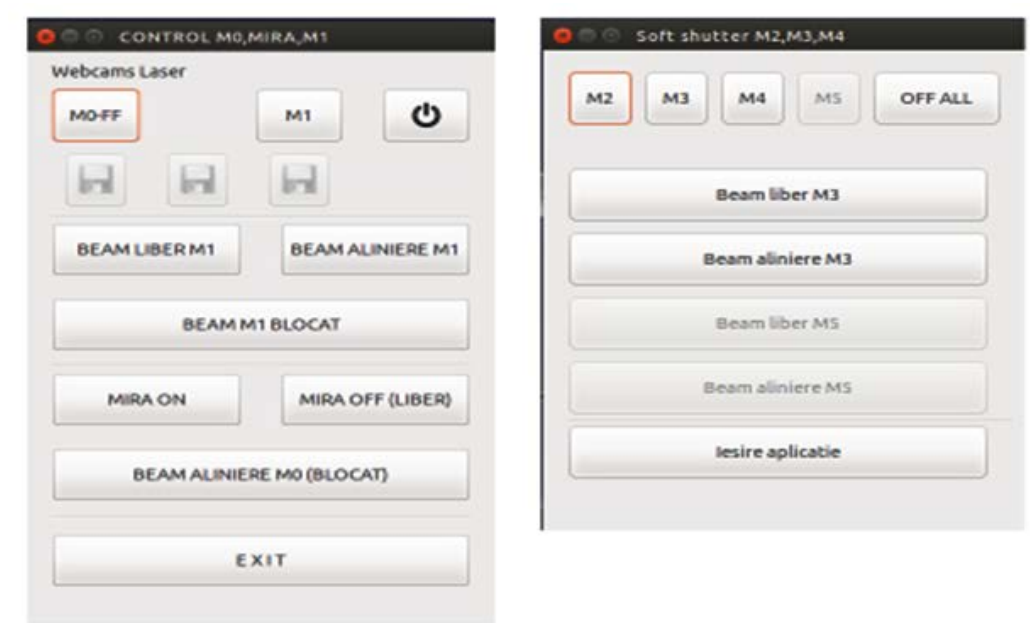 CONTROL M0,MIRA,M1
Webcams Laser
M0-FF
M1
BEAM LIBER M1
BEAM ALINIERE M1
BEAM M1 BLOCAT
MIRA ON
MIRA OFF (LIBER)
BEAM ALINIERE M0 (BLOCAT)
E X I T
Soft shutter M2,M3,M4
M2
M3
M4
M5
OFF ALL
Beam liber M3
Beam aliniere M3
Beam liber M5
Beam aliniere M5
Iesire aplicatie